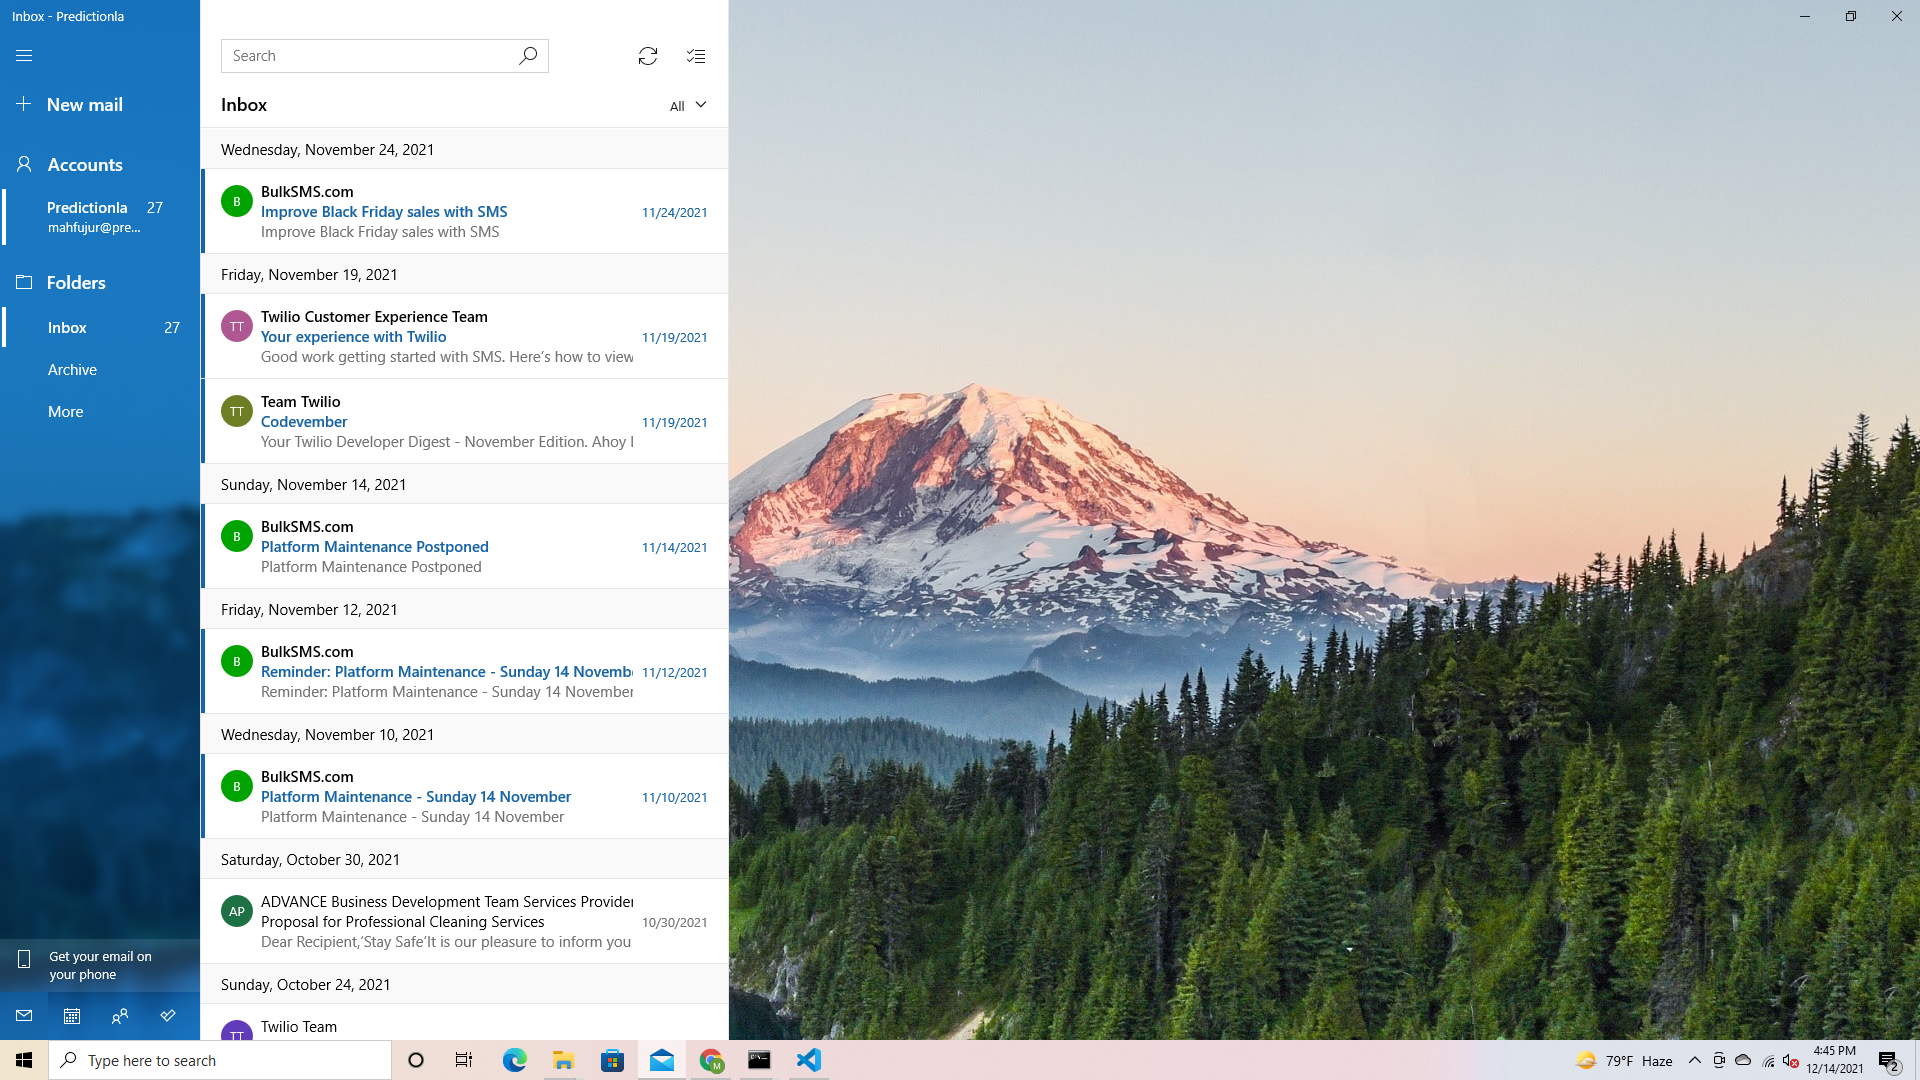 Inbox - Predictionla
New mail
Accounts
Predictionla 27
mahfujur@pre...
Folders
Inbox 27
Archive
More
Get your email on
your phone
Search
Inbox
All
Wednesday, November 24, 2021
B
BulkSMS.com
Improve Black Friday sales with SMS 11/24/2021
Improve Black Friday sales with SMS
Friday, November 19, 2021
TT
Twilio Customer Experience Team
Your experience with Twilio 11/19/2021
Good work getting started with SMS. Here's how to view
TT
Team Twilio
Codevember 11/19/2021
Your Twilio Developer Digest - November Edition. Ahoy
Sunday, November 14, 2021
B
BulkSMS.com
Platform Maintenance Postponed 11/14/2021
Platform Maintenance Postponed
Friday, November 12, 2021
B
BulkSMS.com
Reminder: Platform Maintenance - Sunday 14 Novemb 11/12/2021
Reminder: Platform Maintenance - Sunday 14 November
Wednesday, November 10, 2021
B
BulkSMS.com
Platform Maintenance - Sunday 14 November 11/10/2021
Platform Maintenance - Sunday 14 November
Saturday, October 30, 2021
AP
ADVANCE Business Development Team Services Provider
Proposal for Professional Cleaning Services 10/30/2021
Dear Recipient,'Stay Safe'It is our pleasure to inform you
Sunday, October 24, 2021
TT
Twilio Team
Type here to search
M
79°F Haze
4:45 PM
12/14/2021
2